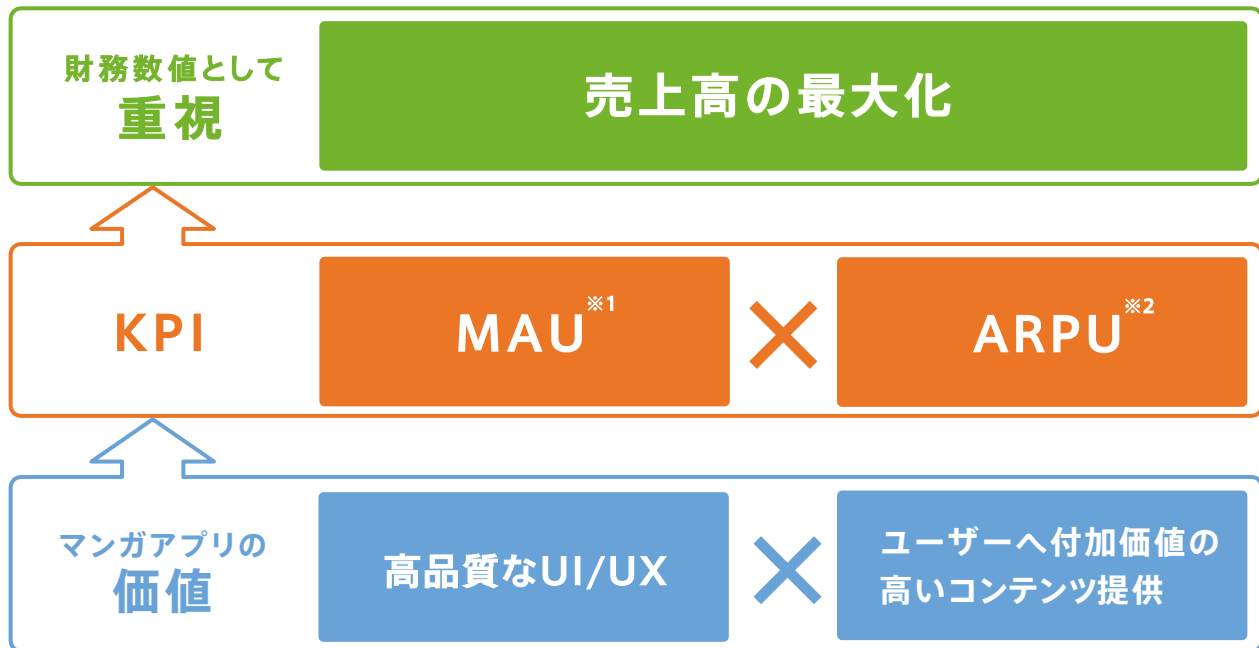 財務数値として
重視
売上高の最大化
KPI
MAU※1
×
ARPU※2
マンガアプリの
価値
高品質なUI/UX
×
ユーザーへ付加価値の
高いコンテンツ提供